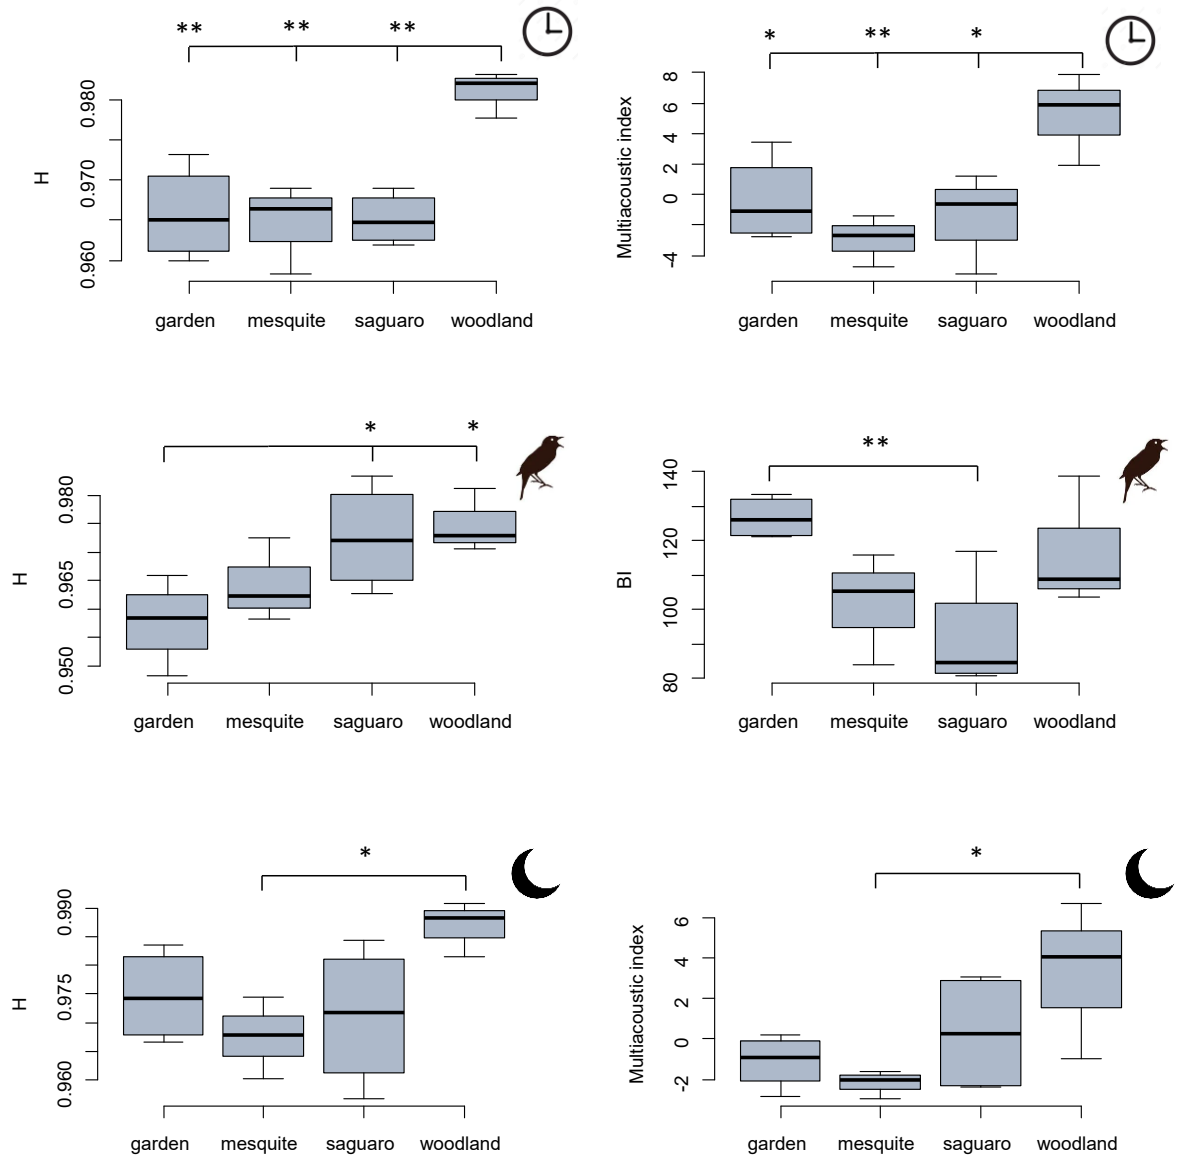 ** ** **
H
0.980
0.970
0.960
garden mesquite saguaro woodland
* ** *
Multiacoustic index
8
6
4
2
0
-4
garden mesquite saguaro woodland
* *
H
0.980
0.965
0.950
garden mesquite saguaro woodland
**
BI
140
120
100
80
garden mesquite saguaro woodland
*
H
0.990
0.975
0.960
garden mesquite saguaro woodland
*
Multiacoustic index
6
4
2
0
-2
garden mesquite saguaro woodland